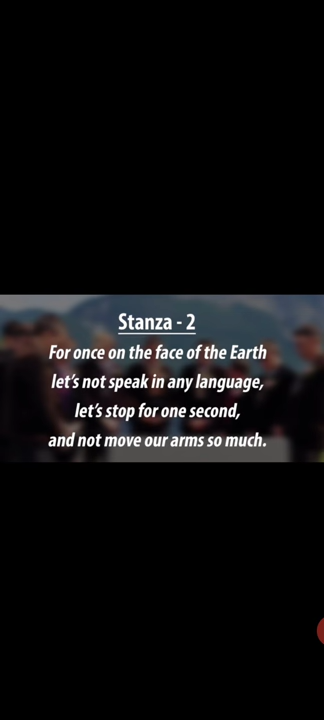 Stanza - 2
For once on the face of the Earth
let's not speak in any language,
let's stop for one second,
and not move our arms so much.